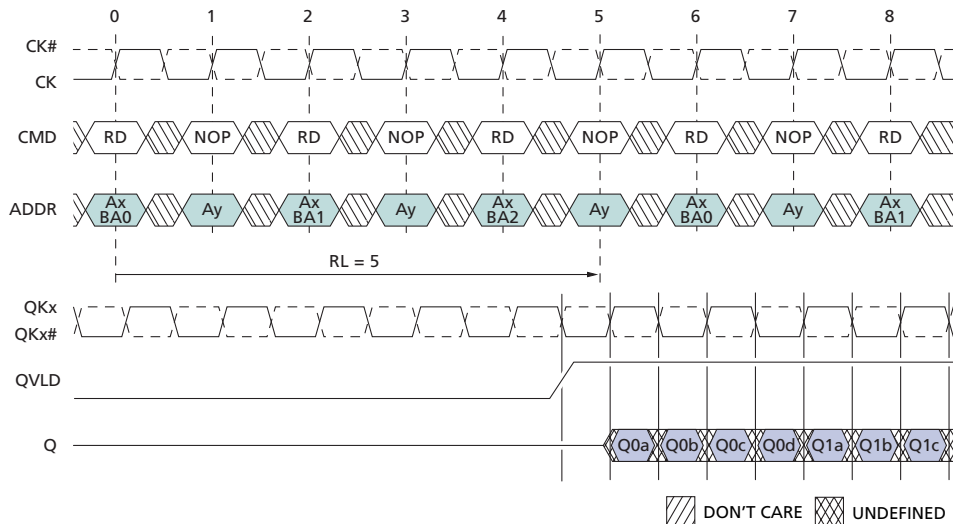 0 1 2 3 4 5 6 7 8
CK#
CK
CMD RD NOP RD NOP RD NOP RD NOP RD
ADDR Ax BA0 Ay Ax BA1 Ay Ax BA2 Ay Ax BA0 Ay Ax BA1
RL = 5
QKx
QKx#
QVLD
Q Q0a Q0b Q0c Q0d Q1a Q1b Q1c
DON'T CARE UNDEFINED